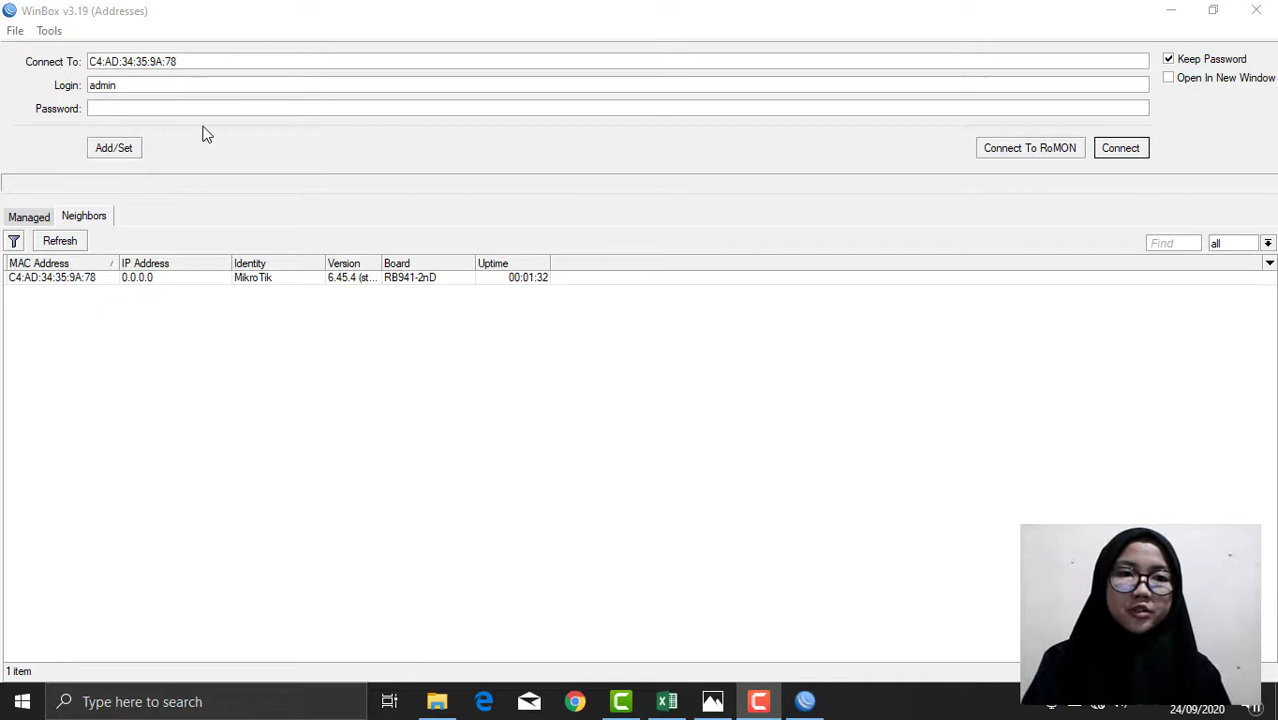 WinBox v3.19 (Addresses)
File Tools
Connect To: C4:AD:34:35:9A:78
Keep Password
Login: admin
Open In New Window
Password:
Add/Set Connect To RoMON Connect
Managed Neighbors
Refresh Find all
MAC Address IP Address Identity Version Board Uptime
C4:AD:34:35:9A:78 0.0.0.0 MikroTik 6.45.4 (st... RB941-2nD 00:01:32
1 item
Type here to search
24/09/2020